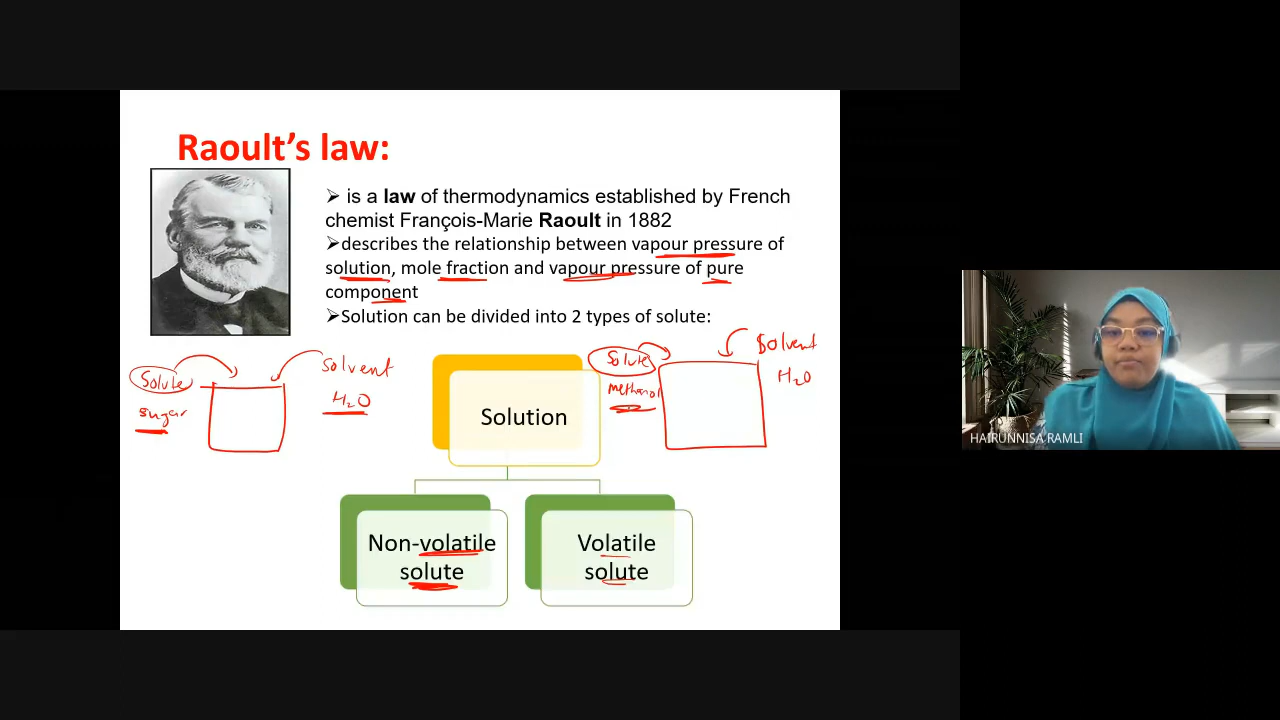 Raoult's law:
➢ is a law of thermodynamics established by French
chemist François-Marie Raoult in 1882
➢describes the relationship between vapour pressure of
solution, mole fraction and vapour pressure of pure
component
➢Solution can be divided into 2 types of solute:
Solute
sugar
solvent
H₂O
Solution
Solute
methanol
Solvent
H₂O
Non-volatile
solute
Volatile
solute
HAIRUNNISA RAMLI